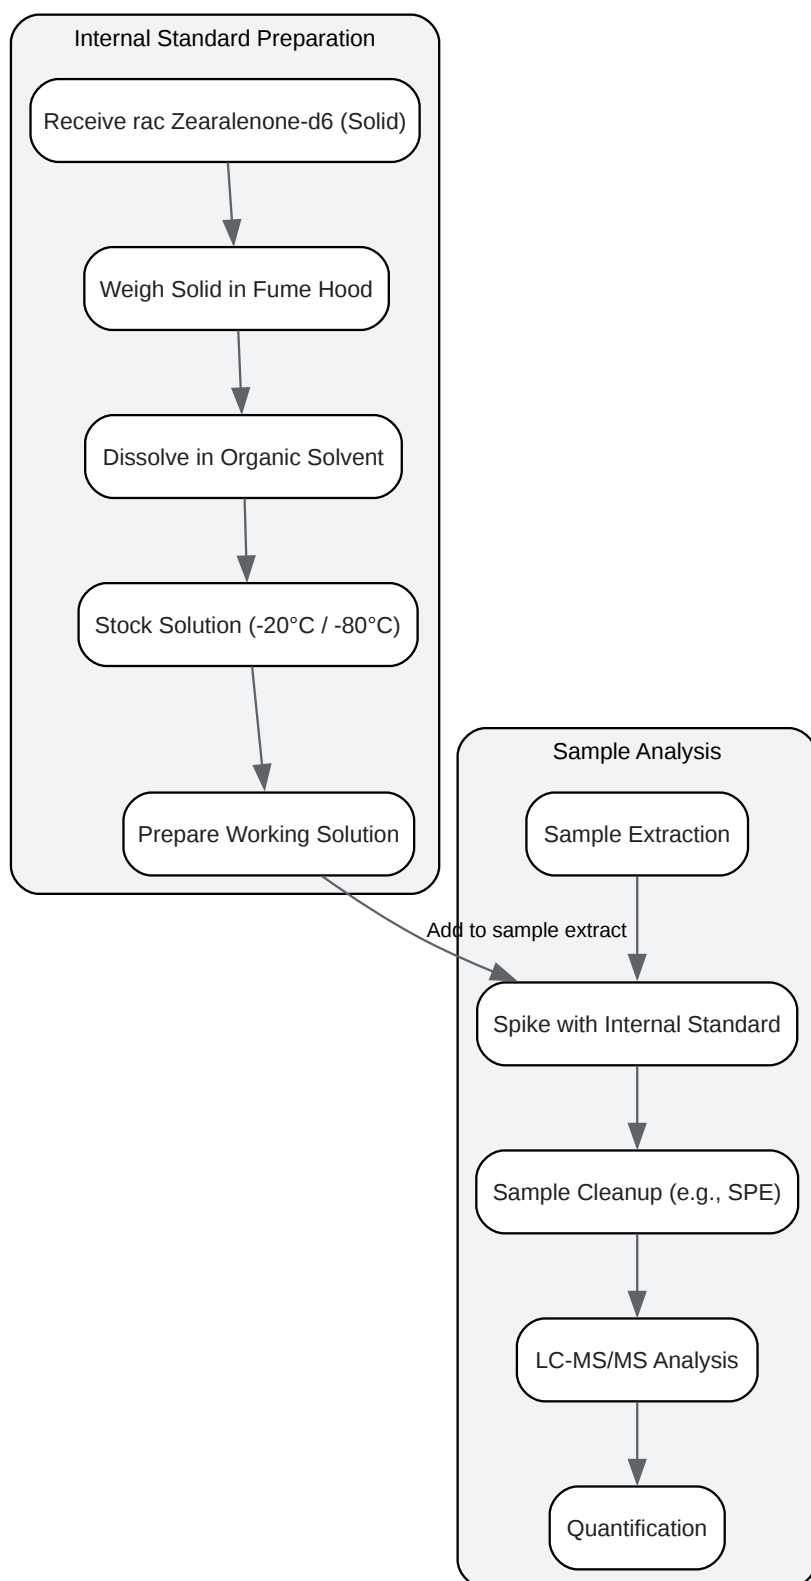 Internal Standard Preparation
Receive rac Zearalenone-d6 (Solid)
Weigh Solid in Fume Hood
Dissolve in Organic Solvent
Stock Solution (-20°C / -80°C)
Prepare Working Solution
Sample Analysis
Sample Extraction
Add to sample extract
Spike with Internal Standard
Sample Cleanup (e.g., SPE)
LC-MS/MS Analysis
Quantification